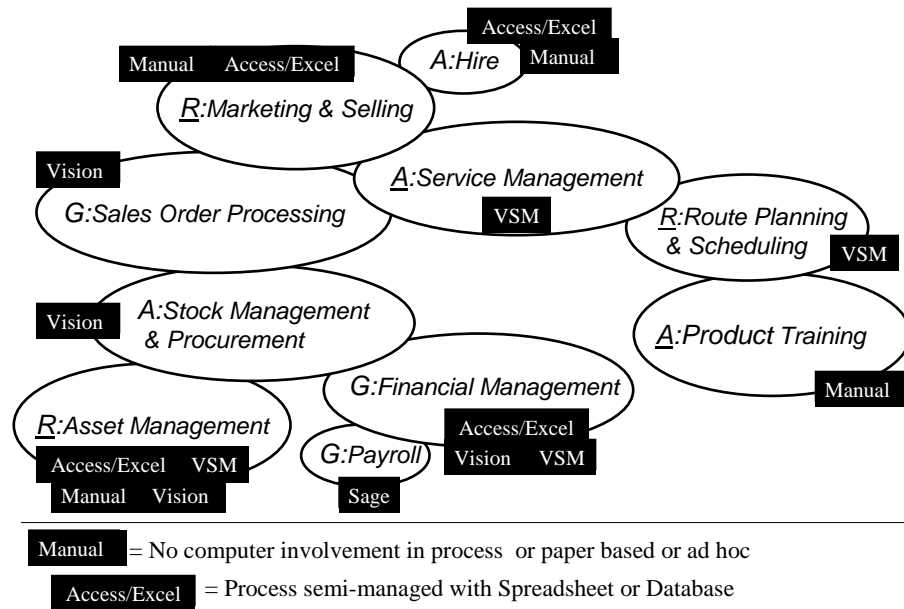 Access/Excel
A:Hire
Manual
Manual Access/Excel
R:Marketing & Selling
Vision
A:Service Management
G:Sales Order Processing
VSM
R:Route Planning
& Scheduling
VSM
Vision
A:Stock Management
& Procurement
A:Product Training
Manual
G:Financial Management
Access/Excel
Vision VSM
R:Asset Management
Access/Excel VSM
Manual Vision
G:Payroll
Sage
Manual = No computer involvement in process or paper based or ad hoc
Access/Excel = Process semi-managed with Spreadsheet or Database